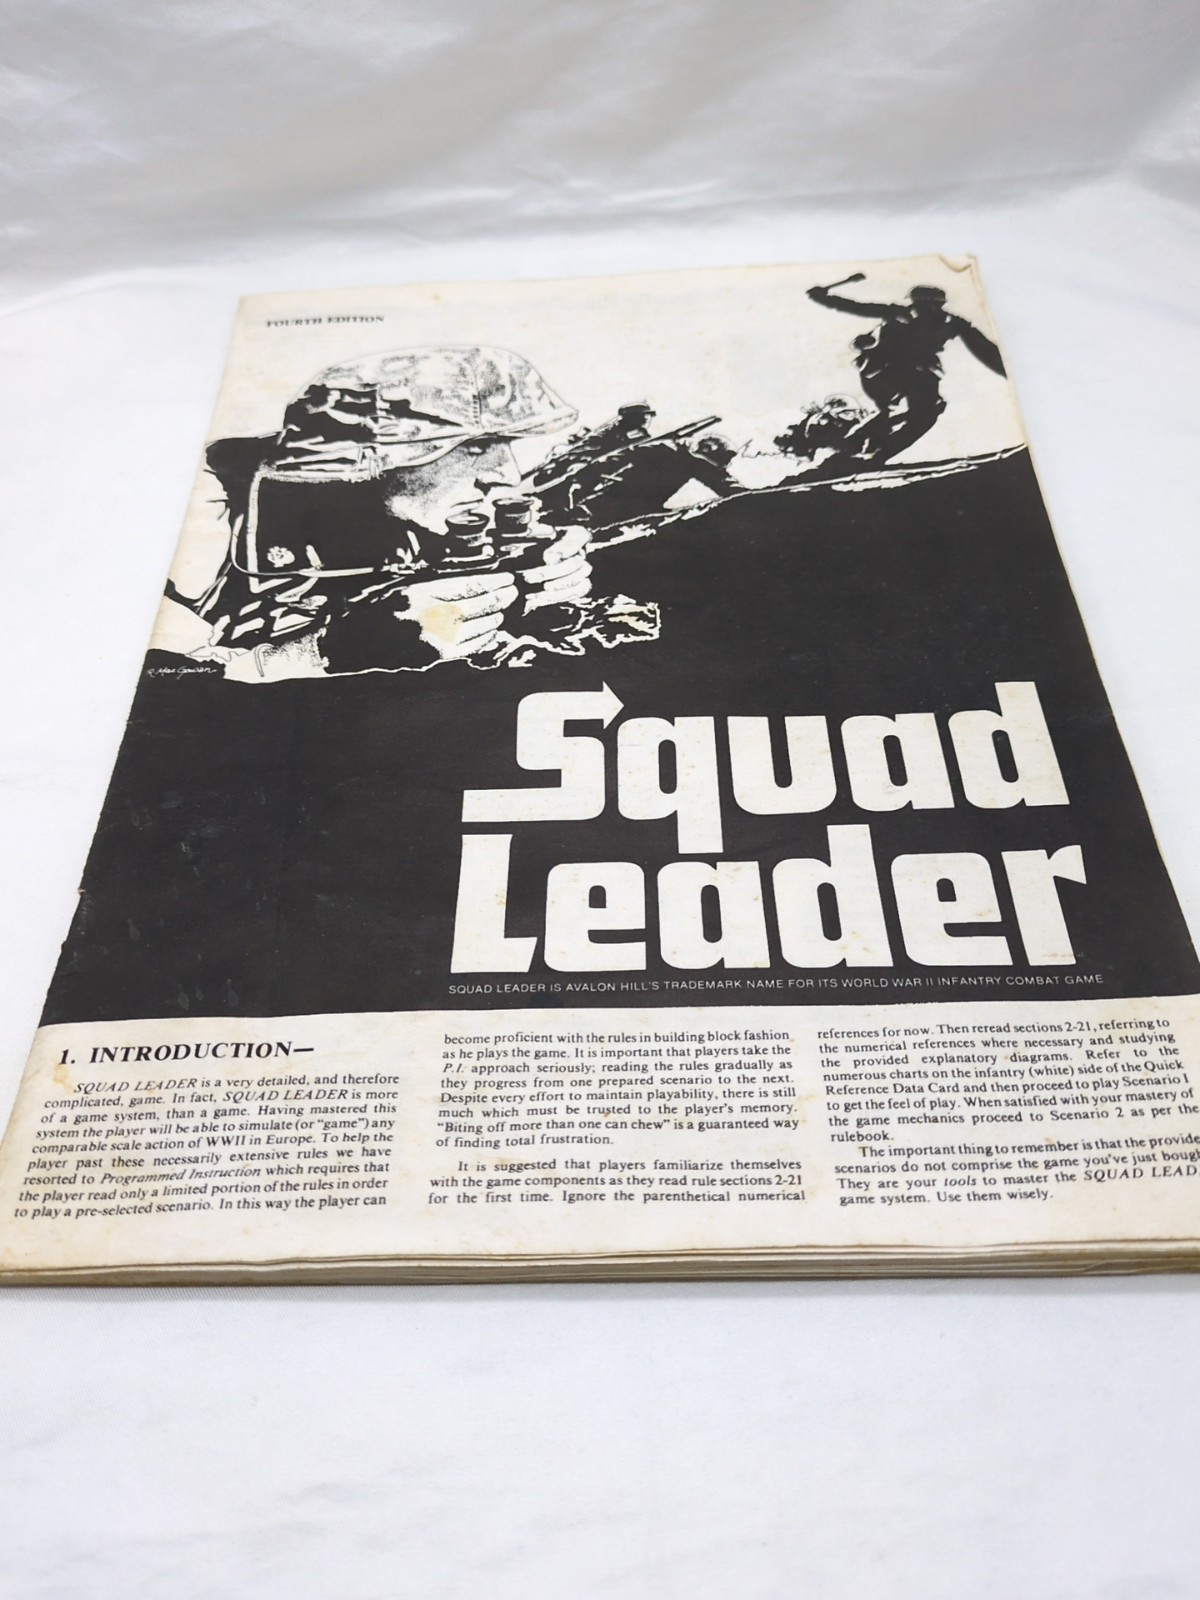 FOURTH EDITION
Squad
Leader
SQUAD LEADER IS AVALON HILL'S TRADEMARK NAME FOR ITS WORLD WAR II INFANTRY COMBAT GAME
1. INTRODUCTION—
SQUAD LEADER is a very detailed, and therefore
complicated, game. In fact, SQUAD LEADER is more
of a game system, than a game. Having mastered this
system the player will be able to simulate (or "game") any
comparable scale action of WWII in Europe. To help the
player past these necessarily extensive rules we have
resorted to Programmed Instruction which requires that
the player read only a limited portion of the rules in order
to play a pre-selected scenario. In this way the player can
become proficient with the rules in building block fashion
as he plays the game. It is important that players take the
P.I. approach seriously; reading the rules gradually as
they progress from one prepared scenario to the next.
Despite every effort to maintain playability, there is still
much which must be trusted to the player's memory.
"Biting off more than one can chew" is a guaranteed way
of finding total frustration.
It is suggested that players familiarize themselves
with the game components as they read rule sections 2-21
for the first time. Ignore the parenthetical numerical
references for now. Then reread sections 2-21, referring to
the numerical references where necessary and studying
the provided explanatory diagrams. Refer to the
numerous charts on the infantry (white) side of the Quick
Reference Data Card and then proceed to play Scenario 1
to get the feel of play. When satisfied with your mastery of
the game mechanics proceed to Scenario 2 as per the
rulebook.
The important thing to remember is that the provide
scenarios do not comprise the game you've just bough
They are your tools to master the SQUAD LEAD
game system. Use them wisely.